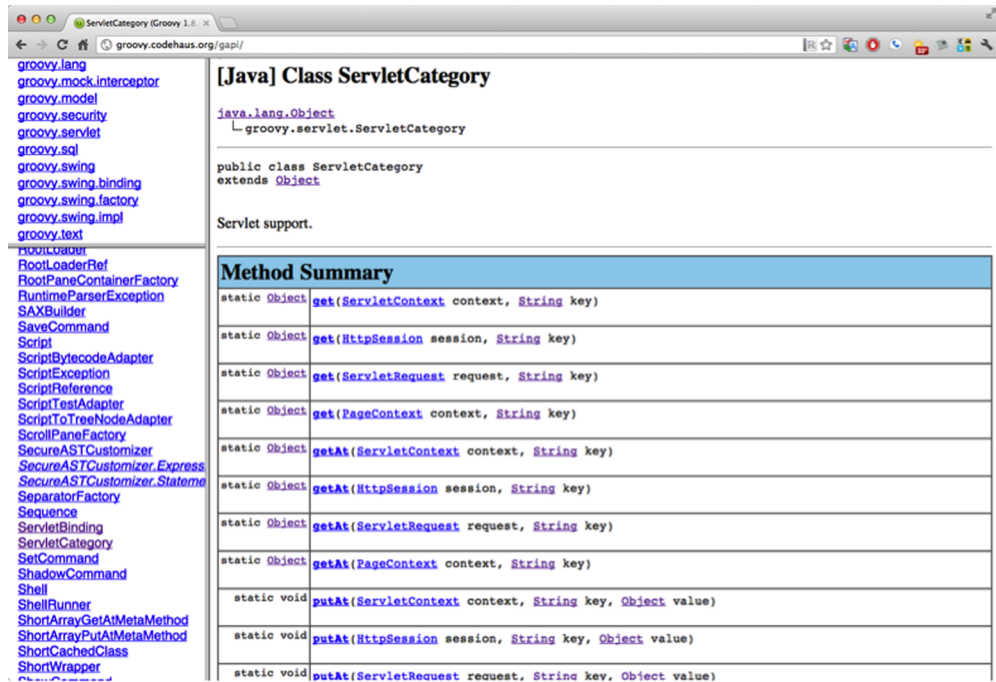 ServletCategory (Groovy 1.8.
groovy.codehaus.org/gapi/
groovy.lang
groovy.mock.interceptor
groovy.model
groovy.security
groovy.servlet
groovy.sql
groovy.swing
groovy.swing.binding
groovy.swing.factory
groovy.swing.impl
groovy.text
RootLoader
RootLoaderRef
RootPaneContainerFactory
RuntimeParserException
SAXBuilder
SaveCommand
Script
ScriptBytecodeAdapter
ScriptException
ScriptReference
ScriptTestAdapter
ScriptToTreeNodeAdapter
ScrollPaneFactory
SecureASTCustomizer
SecureASTCustomizer.Express
SecureASTCustomizer.Stateme
SeparatorFactory
Sequence
ServletBinding
ServletCategory
SetCommand
ShadowCommand
Shell
ShellRunner
ShortArrayGetAtMetaMethod
ShortArrayPutAtMetaMethod
ShortCachedClass
ShortWrapper
ShowCommand
[Java] Class ServletCategory
java.lang.Object
groovy.servlet.ServletCategory
public class ServletCategory
extends Object
Servlet support.
Method Summary
static Object get(ServletContext context, String key)
static Object get(HttpSession session, String key)
static Object get(ServletRequest request, String key)
static Object get(PageContext context, String key)
static Object getAt(ServletContext context, String key)
static Object getAt(HttpSession session, String key)
static Object getAt(ServletRequest request, String key)
static Object getAt(PageContext context, String key)
static void putAt(ServletContext context, String key, Object value)
static void putAt(HttpSession session, String key, Object value)
static void putAt(ServletRequest request, String key, Object value)